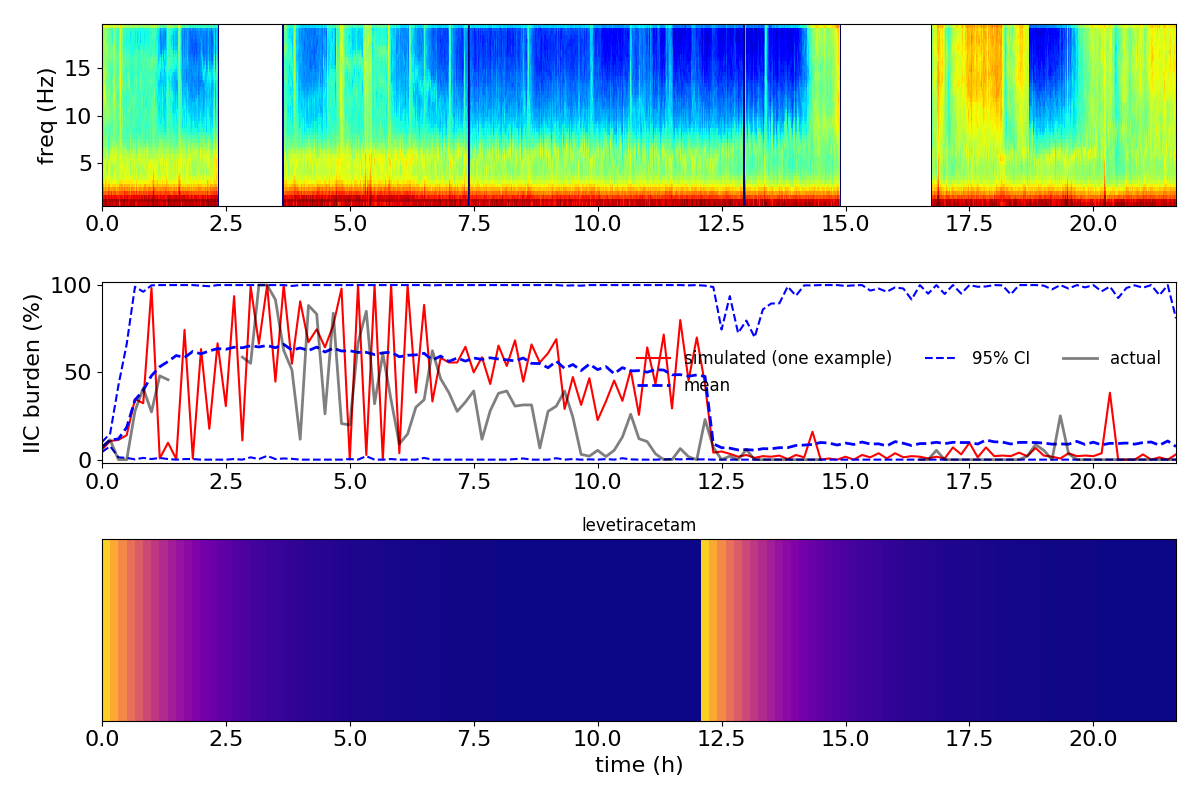 freq (Hz)
15
10
5
0.0 2.5 5.0 7.5 10.0 12.5 15.0 17.5 20.0
IIC burden (%)
100
50
0
simulated (one example) 95% CI actual
mean
0.0 2.5 5.0 7.5 10.0 12.5 15.0 17.5 20.0
levetiracetam
0.0 2.5 5.0 7.5 10.0 12.5 15.0 17.5 20.0
time (h)